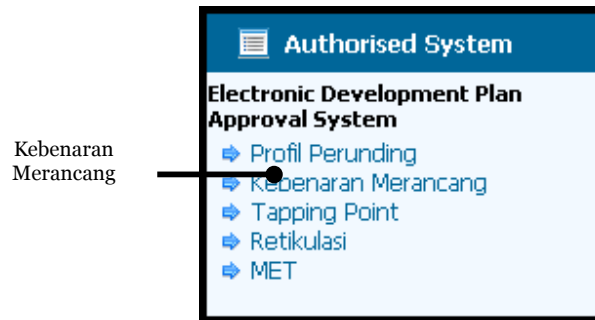 Authorised System
Electronic Development Plan
Approval System
Profil Perunding
Kebenaran
Merancang
Kebenaran Merancang
Tapping Point
Retikulasi
MET